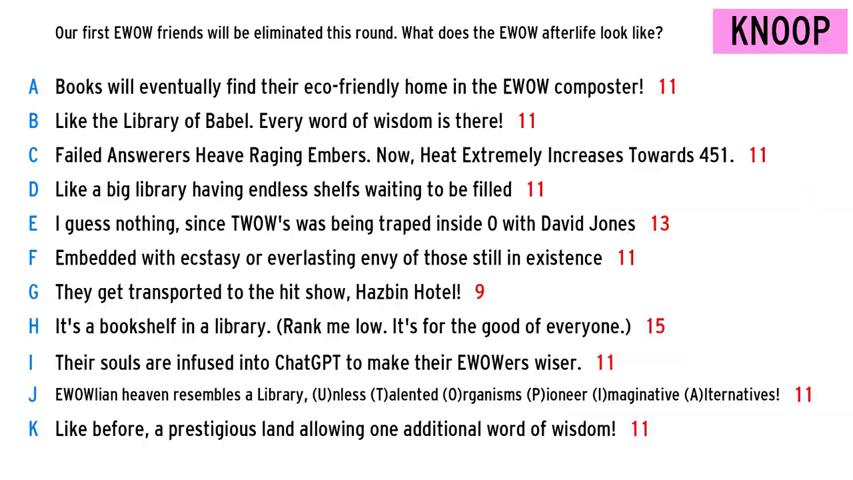 Our first EWOW friends will be eliminated this round. What does the EWOW afterlife look like?
KNOOP
A Books will eventually find their eco-friendly home in the EWOW composter! 11
B Like the Library of Babel. Every word of wisdom is there! 11
C Failed Answerers Heave Raging Embers. Now, Heat Extremely Increases Towards 451. 11
D Like a big library having endless shelfs waiting to be filled 11
E I guess nothing, since TWOW's was being traped inside O with David Jones 13
F Embedded with ecstasy or everlasting envy of those still in existence 11
G They get transported to the hit show, Hazbin Hotel! 9
H It's a bookshelf in a library. (Rank me low. It's for the good of everyone.) 15
I Their souls are infused into ChatGPT to make their EWOWers wiser. 11
J EWOWlian heaven resembles a Library, (U)nless (T)alented (O)rganisms (P)ioneer (I)maginative (A)lternatives! 11
K Like before, a prestigious land allowing one additional word of wisdom! 11